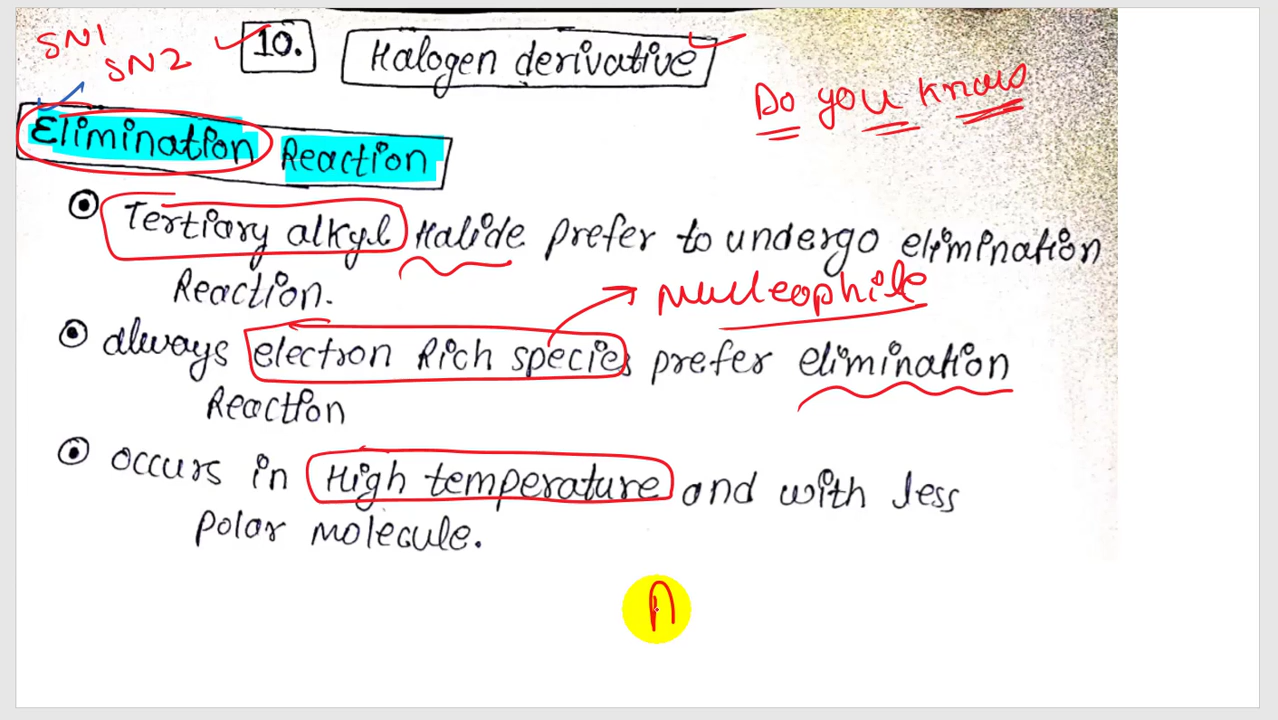 SN1
SN2
10.
Halogen derivative
Do you know
Elimination Reaction
Tertiary alkyl Halide prefer to undergo elimination
Reaction.
Nucleophile
always electron Rich species prefer elimination
Reaction
occurs in High temperature and with less
polar molecule.